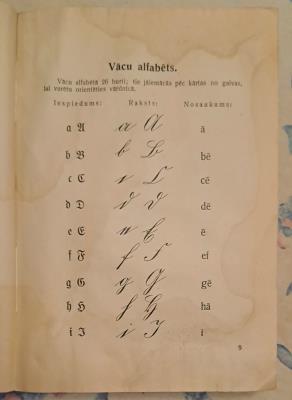 Vācu alfabēts.
Vācu alfabētā 26 burti; tie jāiemācās pēc kārtas no galvas,
lai varētu orientēties vārdnīcā.
Iespiedums: Raksts: Nosaukums:
a A a A ā
b B b B bē
c C c C cē
d D d D dē
e E e E ē
f F f F ef
g G g G gē
h H h H hā
i I i I i
9